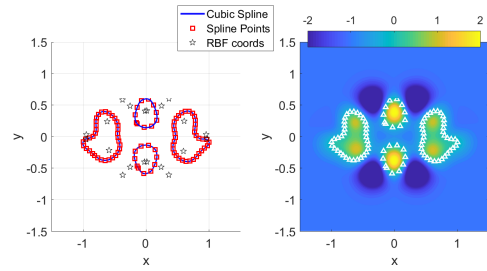 Cubic Spline
Spline Points
RBF coords
-2 -1 0 1 2
1.5
1
0.5
0
-0.5
-1
-1.5
y
-1 0 1
x
1.5
1
0.5
0
-0.5
-1
-1.5
y
-1 0 1
x